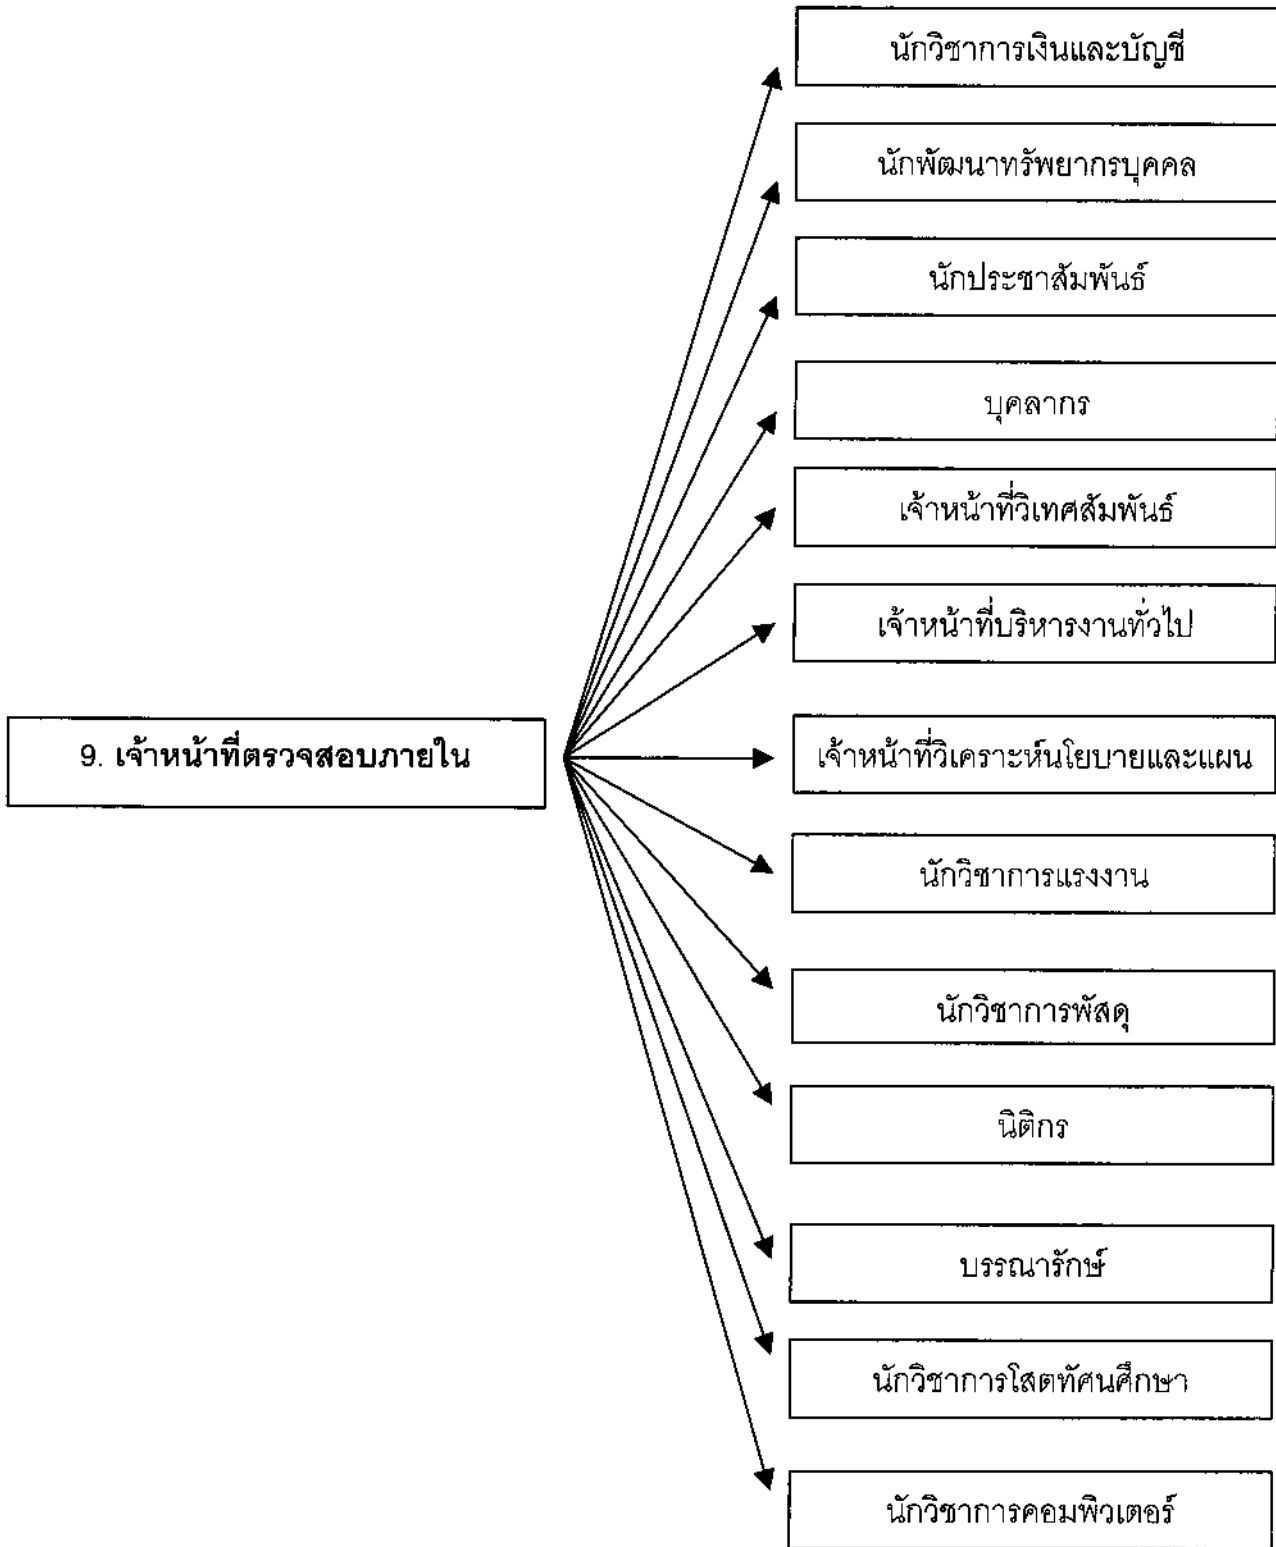 นักวิชาการเงินและบัญชี
นักพัฒนาทรัพยากรบุคคล
นักประชาสัมพันธ์
บุคลากร
เจ้าหน้าที่วิเทศสัมพันธ์
เจ้าหน้าที่บริหารงานทั่วไป
9. เจ้าหน้าที่ตรวจสอบภายใน
เจ้าหน้าที่วิเคราะห์นโยบายและแผน
นักวิชาการแรงงาน
นักวิชาการพัสดุ
นิติกร
บรรณารักษ์
นักวิชาการโสตทัศนศึกษา
นักวิชาการคอมพิวเตอร์